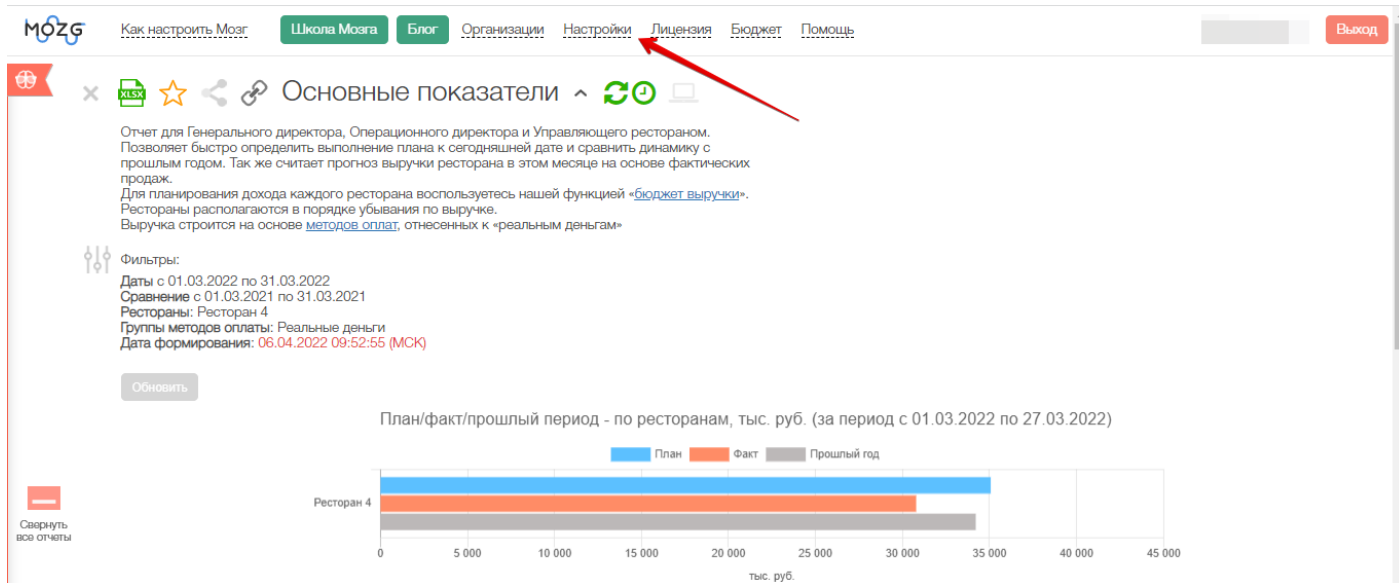 MOZG Как настроить Мозг Школа Мозга Блог Организации Настройки Лицензия Бюджет Помощь Выход
XLSX Основные показатели
Отчет для Генерального директора, Операционного директора и Управляющего рестораном.
Позволяет быстро определить выполнение плана к сегодняшней дате и сравнить динамику с
прошлым годом. Так же считает прогноз выручки ресторана в этом месяце на основе фактических
продаж.
Для планирования дохода каждого ресторана воспользуетесь нашей функцией «бюджет выручки».
Рестораны располагаются в порядке убывания по выручке.
Выручка строится на основе методов оплат, отнесенных к «реальным деньгам»
Фильтры:
Даты с 01.03.2022 по 31.03.2022
Сравнение с 01.03.2021 по 31.03.2021
Рестораны: Ресторан 4
Группы методов оплаты: Реальные деньги
Дата формирования: 06.04.2022 09:52:55 (МСК)
Обновить
План/факт/прошлый период - по ресторанам, тыс. руб. (за период с 01.03.2022 по 27.03.2022)
План Факт Прошлый год
Ресторан 4
Свернуть
все отчеты
0 5 000 10 000 15 000 20 000 25 000 30 000 35 000 40 000 45 000
тыс. руб.